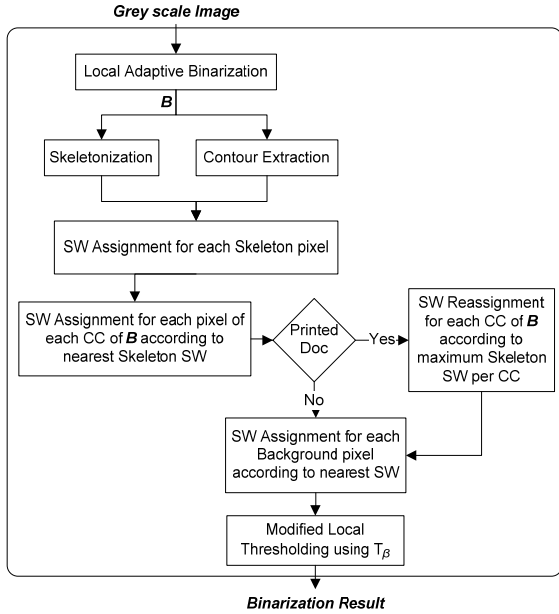 Grey scale Image
Local Adaptive Binarization
B
Skeletonization
Contour Extraction
SW Assignment for each Skeleton pixel
SW Assignment for each pixel of
each CC of B according to
nearest Skeleton SW
Printed
Doc
Yes
SW Reassignment
for each CC of B
according to
maximum Skeleton
SW per CC
No
SW Assignment for each
Background pixel
according to nearest SW
Modified Local
Thresholding using Tβ
Binarization Result